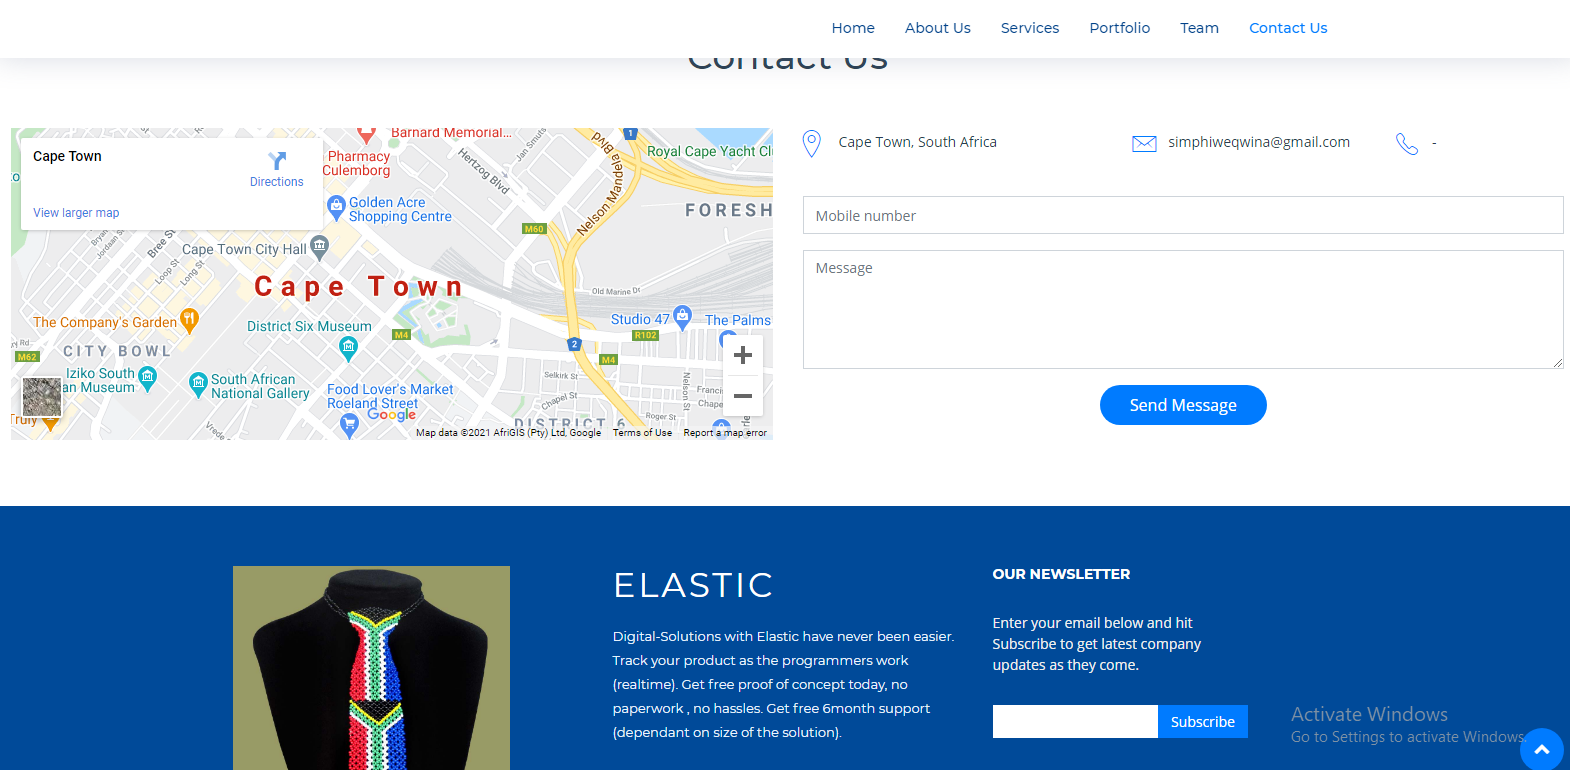 Home About Us Services Portfolio Team Contact Us
Contact Us
Cape Town
Directions
View larger map
Barnard Memorial...
Pharmacy
Culemborg
Golden Acre
Shopping Centre
Hertzog Blvd
Jan Smuts
Nelson Mandela Blvd
1
Royal Cape Yacht Cl
FORESH
M60
Bree S
Jordaan S
Loop St
Long St
Cape Town City Hall
Cape Town
Old Marine Dr
The Company's Garden
District Six Museum
Studio 47
The Palms
M4
R102
CITY BOWL
M62
2
M4
Iziko South
an Museum
South African
National Gallery
Food Lover's Market
Roeland Street
Selkirk St
Chapel St
Nelson St
Roger St
Truly
Google
DISTRICT 6
Map data ©2021 AfriGIS (Pty) Ltd, Google Terms of Use Report a map error
Cape Town, South Africa
simphiweqwina@gmail.com
-
Mobile number
Message
Send Message
ELASTIC
Digital-Solutions with Elastic have never been easier.
Track your product as the programmers work
(realtime). Get free proof of concept today, no
paperwork , no hassles. Get free 6month support
(dependant on size of the solution).
OUR NEWSLETTER
Enter your email below and hit
Subscribe to get latest company
updates as they come.
Subscribe
Activate Windows
Go to Settings to activate Windows.